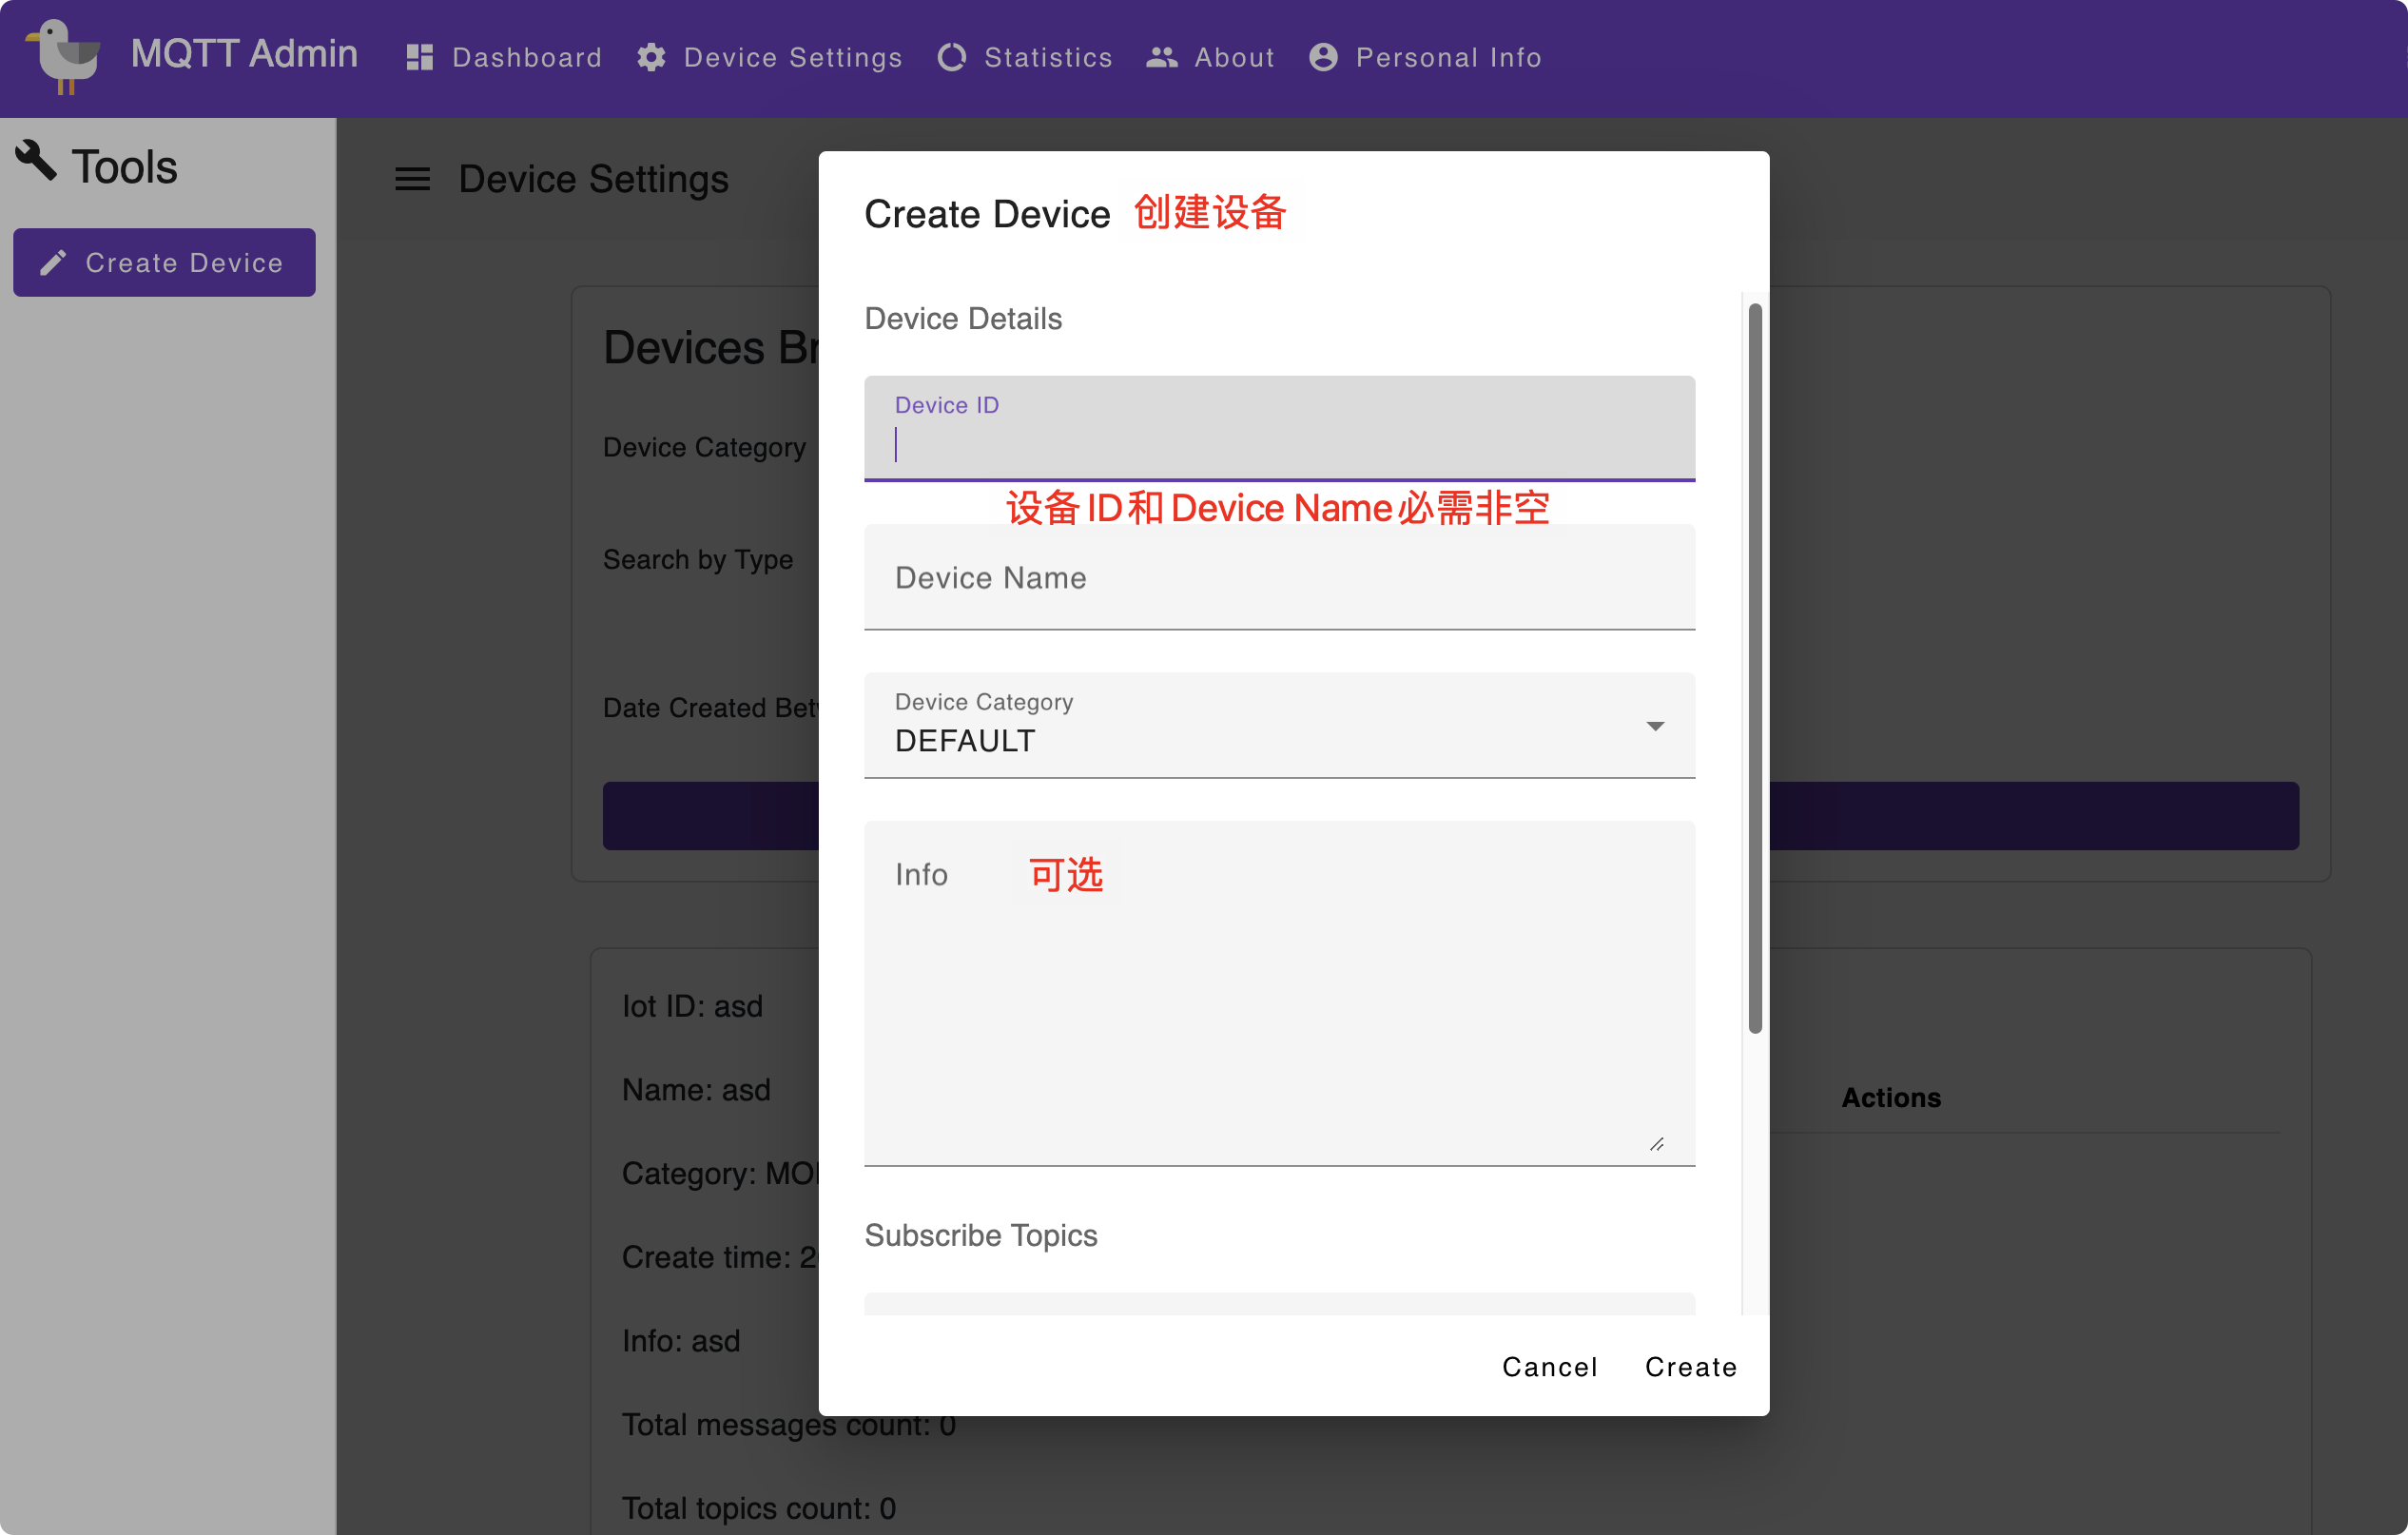 MQTT Admin Dashboard Device Settings Statistics About Personal Info
Tools
Create Device
Device Settings
Devices Br
Device Category
Search by Type
Date Created Bet
Create Device 创建设备
Device Details
Device ID
设备ID和Device Name必需非空
Device Name
Device Category
DEFAULT
Info 可选
Subscribe Topics
Cancel Create
Iot ID: asd
Name: asd
Category: MO
Create time: 2
Info: asd
Total messages count: 0
Total topics count: 0
Actions